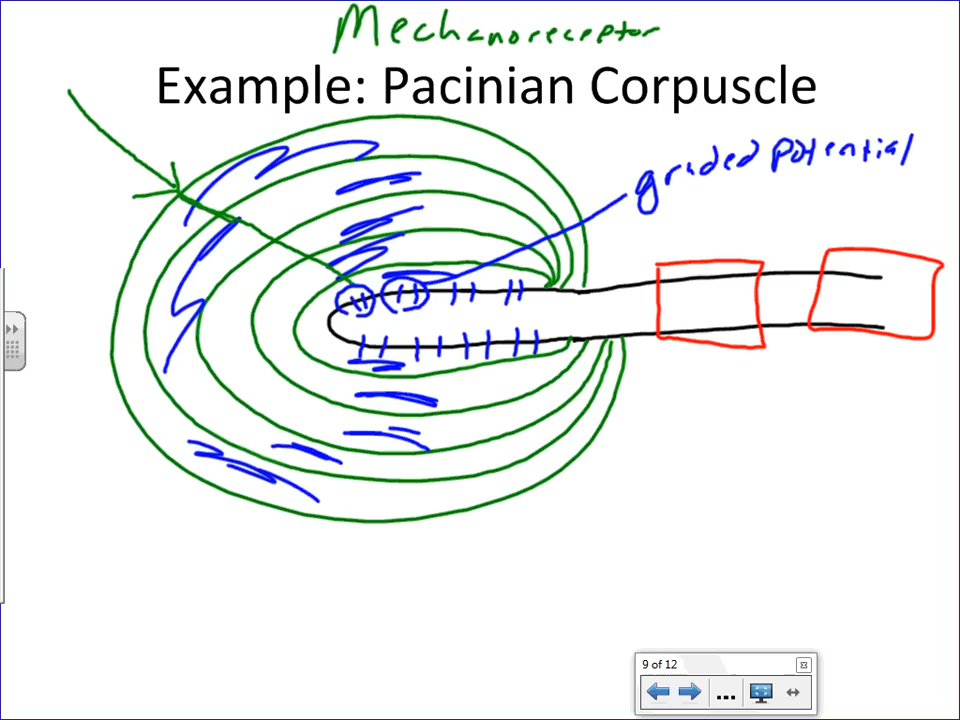 Mechanoreceptor
Example: Pacinian Corpuscle
graded potential
9 of 12
...